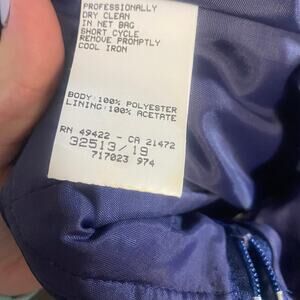 PROFESSIONALLY
DRY CLEAN
IN NET BAG
SHORT CYCLE
REMOVE PROMPTLY
COOL IRON
BODY:100% POLYESTER
LINING:100% ACETATE
RN 49422 - CA 21472
32513/19
717023 974